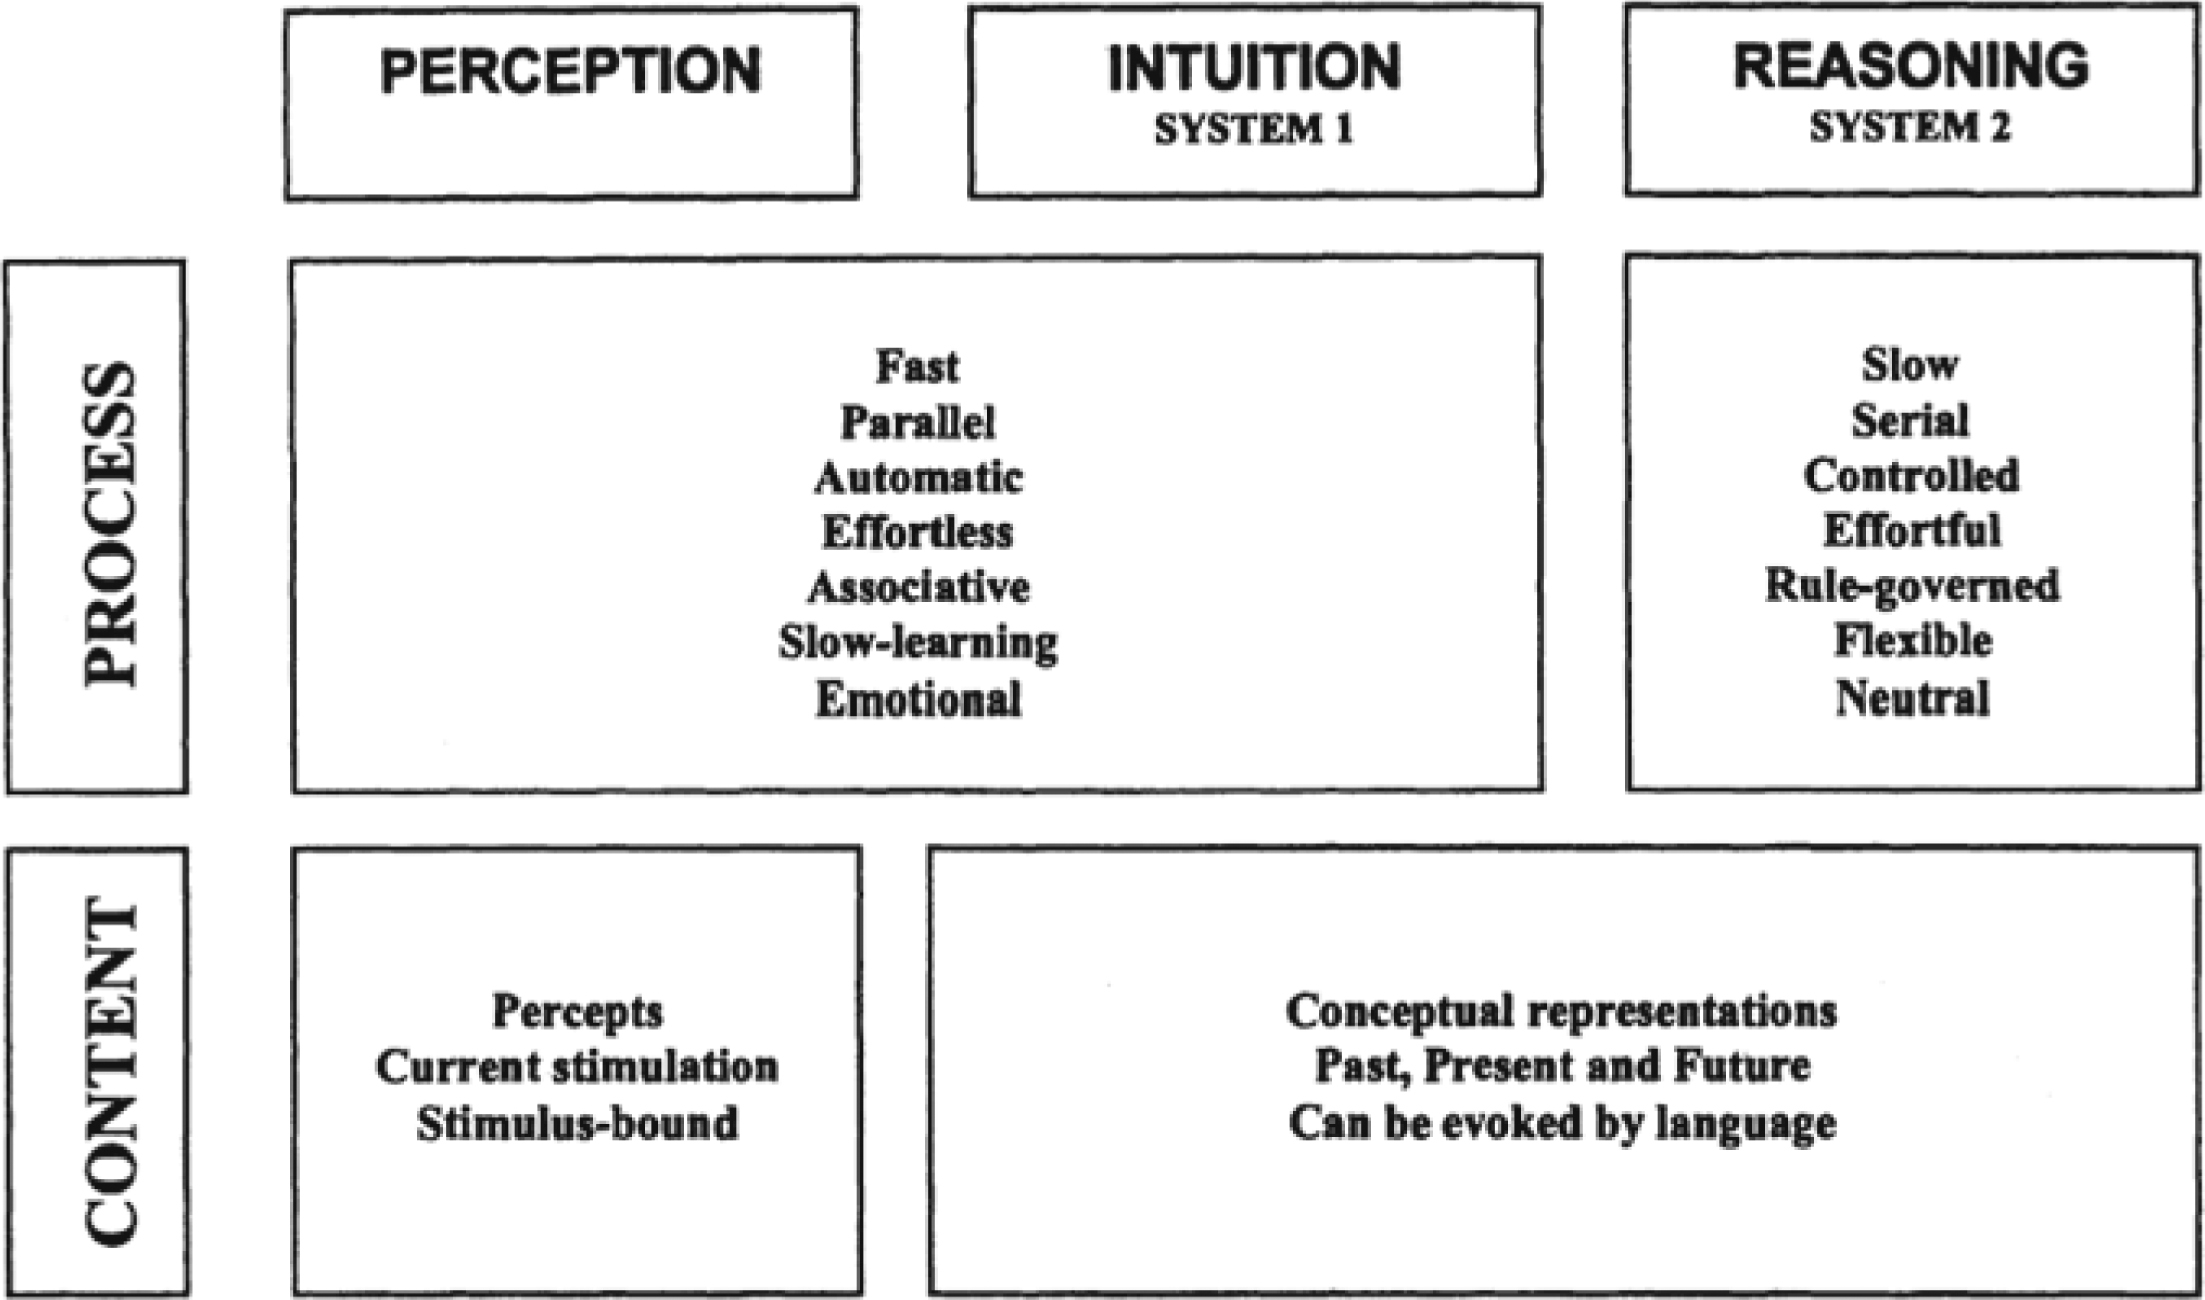 PERCEPTION
INTUITION
SYSTEM 1
REASONING
SYSTEM 2
PROCESS
Fast
Parallel
Automatic
Effortless
Associative
Slow-learning
Emotional
Slow
Serial
Controlled
Effortful
Rule-governed
Flexible
Neutral
CONTENT
Percepts
Current stimulation
Stimulus-bound
Conceptual representations
Past, Present and Future
Can be evoked by language